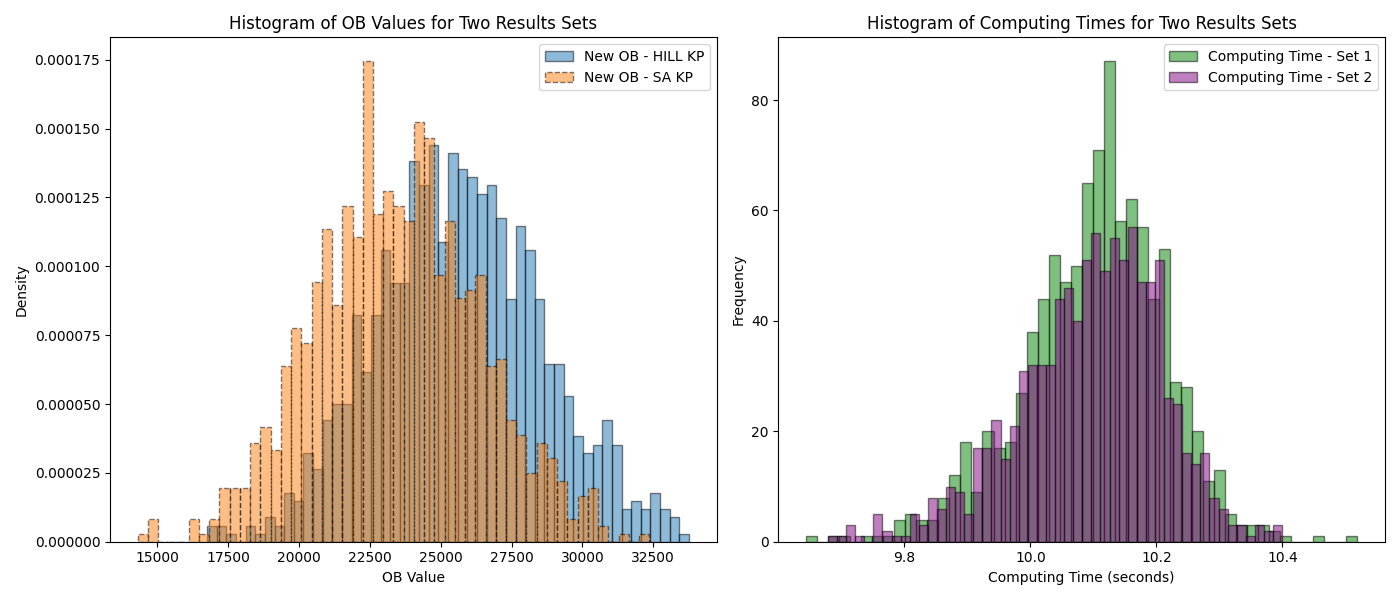 Histogram of OB Values for Two Results Sets
New OB - HILL KP
New OB - SA KP
0.000175
0.000150
0.000125
0.000100
0.000075
0.000050
0.000025
0.000000
Density
15000
17500
20000
22500
25000
27500
30000
32500
OB Value
Histogram of Computing Times for Two Results Sets
Computing Time - Set 1
Computing Time - Set 2
80
60
40
20
0
Frequency
9.8
10.0
10.2
10.4
Computing Time (seconds)